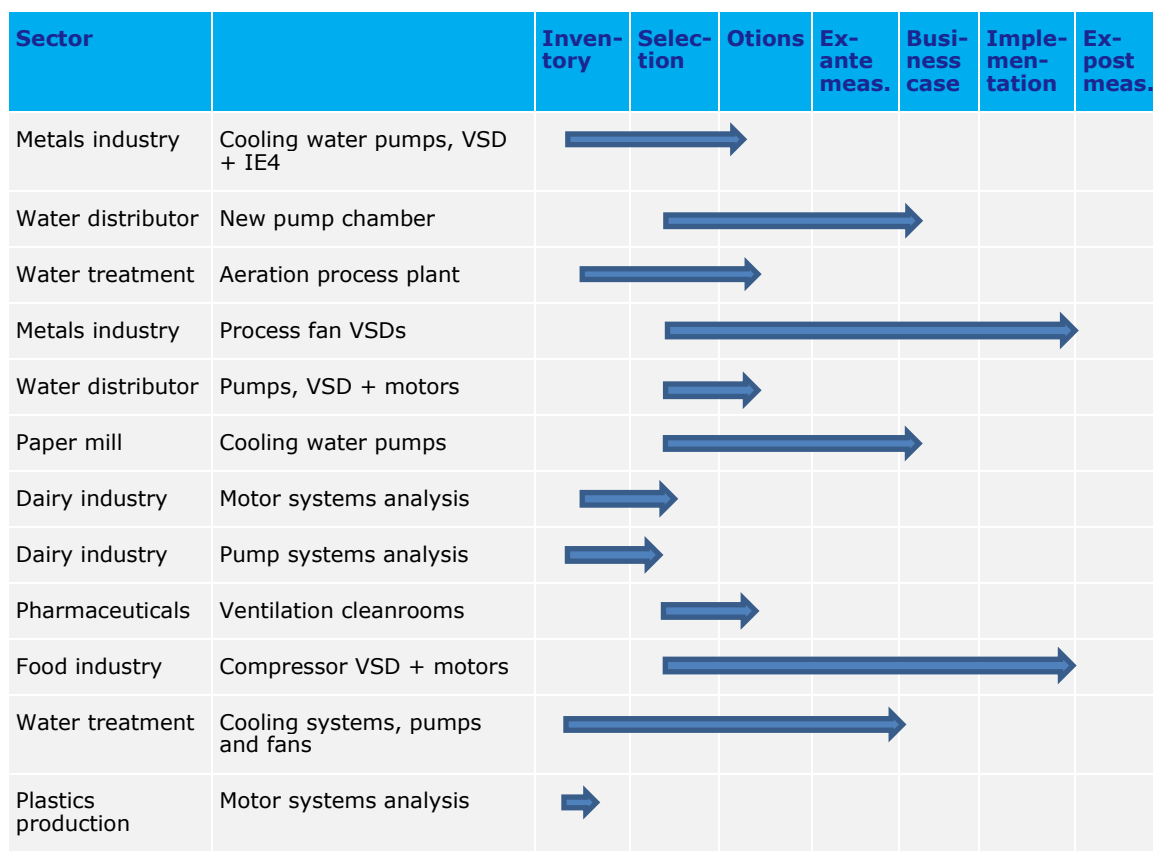 Sector Inven- Selec- Otions Ex- Busi- Imple- Ex-
tory tion ante ness men- post
meas. case tation meas.
Metals industry Cooling water pumps, VSD
+ IE4
Water distributor New pump chamber
Water treatment Aeration process plant
Metals industry Process fan VSDs
Water distributor Pumps, VSD + motors
Paper mill Cooling water pumps
Dairy industry Motor systems analysis
Dairy industry Pump systems analysis
Pharmaceuticals Ventilation cleanrooms
Food industry Compressor VSD + motors
Water treatment Cooling systems, pumps
and fans
Plastics Motor systems analysis
production